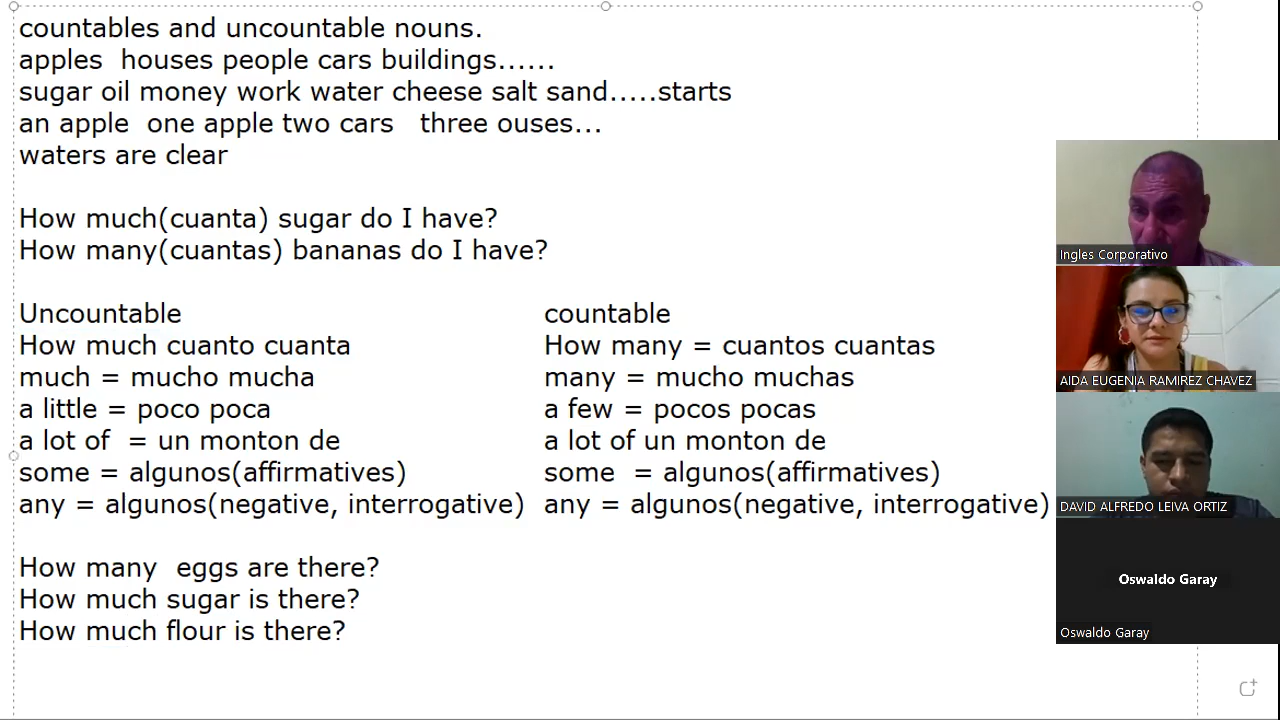 countables and uncountable nouns.
apples  houses people cars buildings......
sugar oil money work water cheese salt sand.....starts
an apple  one apple two cars   three ouses...
waters are clear
How much(cuanta) sugar do I have?
How many(cuantas) bananas do I have?
Uncountable
How much cuanto cuanta
much = mucho mucha
a little = poco poca
a lot of  = un monton de
some = algunos(affirmatives)
any = algunos(negative, interrogative)
countable
How many = cuantos cuantas
many = mucho muchas
a few = pocos pocas
a lot of un monton de
some  = algunos(affirmatives)
any = algunos(negative, interrogative)
How many  eggs are there?
How much sugar is there?
How much flour is there?
Ingles Corporativo
AIDA EUGENIA RAMIREZ CHAVEZ
DAVID ALFREDO LEIVA ORTIZ
Oswaldo Garay
Oswaldo Garay